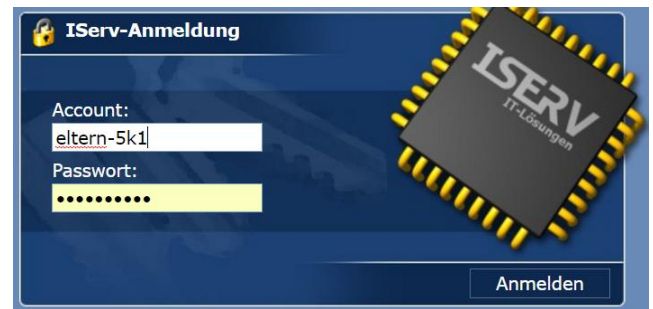 IServ-Anmeldung
ISERV
IT-Lösungen
Account:
eltern-5k1
Passwort:
••••••••••
Anmelden